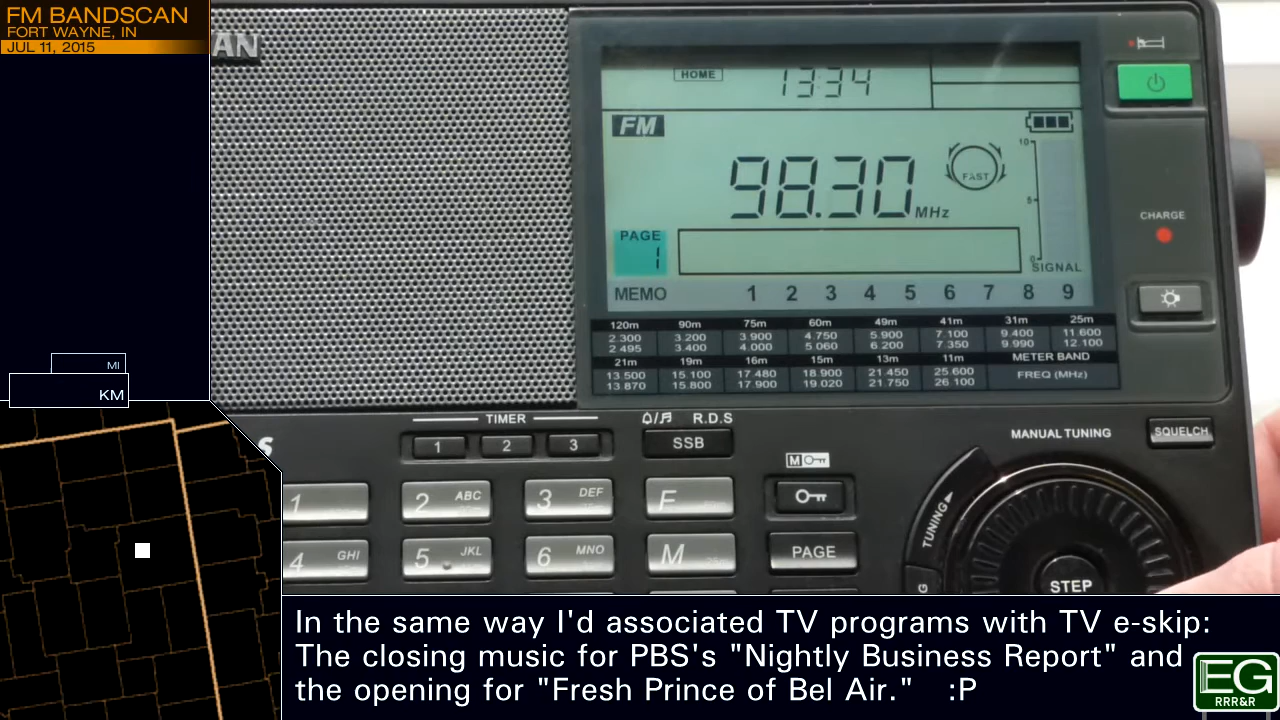 FM BANDSCAN
FORT WAYNE, IN
JUL 11, 2015
AN
HOME
13:34
FM
98.30 MHz
FAST
10
5
0
SIGNAL
PAGE
1
MEMO 1 2 3 4 5 6 7 8 9
CHARGE
120m 90m 75m 60m 49m 41m 31m 25m
2.300 3.200 3.900 4.750 5.900 7.100 9.400 11.600
2.495 3.400 4.000 5.060 6.200 7.350 9.990 12.100
21m 19m 16m 15m 13m 11m METER BAND
13.500 15.100 17.480 18.900 21.450 25.600 FREQ (MHz)
13.870 15.800 17.900 19.020 21.750 26.100
MI
KM
S
TIMER
1 2 3
R.D.S
SSB
MANUAL TUNING
SQUELCH
M
1
2 ABC
3 DEF
F
4 GHI
5 JKL
6 MNO
M
PAGE
TUNING
G
STEP
In the same way I'd associated TV programs with TV e-skip:
The closing music for PBS's "Nightly Business Report" and
the opening for "Fresh Prince of Bel Air." :P
EG
RRR&R